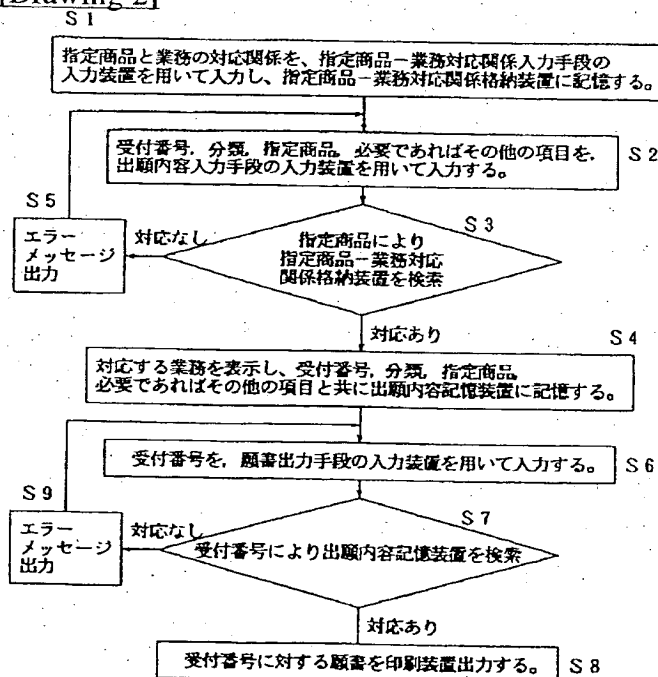 [Drawing 2]
S 1
指定商品と業務の対応関係を、指定商品－業務対応関係入力手段の
入力装置を用いて入力し、指定商品－業務対応関係格納装置に記憶する。
受付番号，分類，指定商品，必要であればその他の項目を，
出願内容入力手段の入力装置を用いて入力する。
S 2
S 5
エラー
メッセージ
出力
対応なし
S 3
指定商品により
指定商品－業務対応
関係格納装置を検索
対応あり
S 4
対応する業務を表示し、受付番号，分類，指定商品，
必要であればその他の項目と共に出願内容記憶装置に記憶する。
受付番号を，願書出力手段の入力装置を用いて入力する。
S 6
S 9
エラー
メッセージ
出力
対応なし
S 7
受付番号により出願内容記憶装置を検索
対応あり
受付番号に対する願書を印刷装置出力する。
S 8